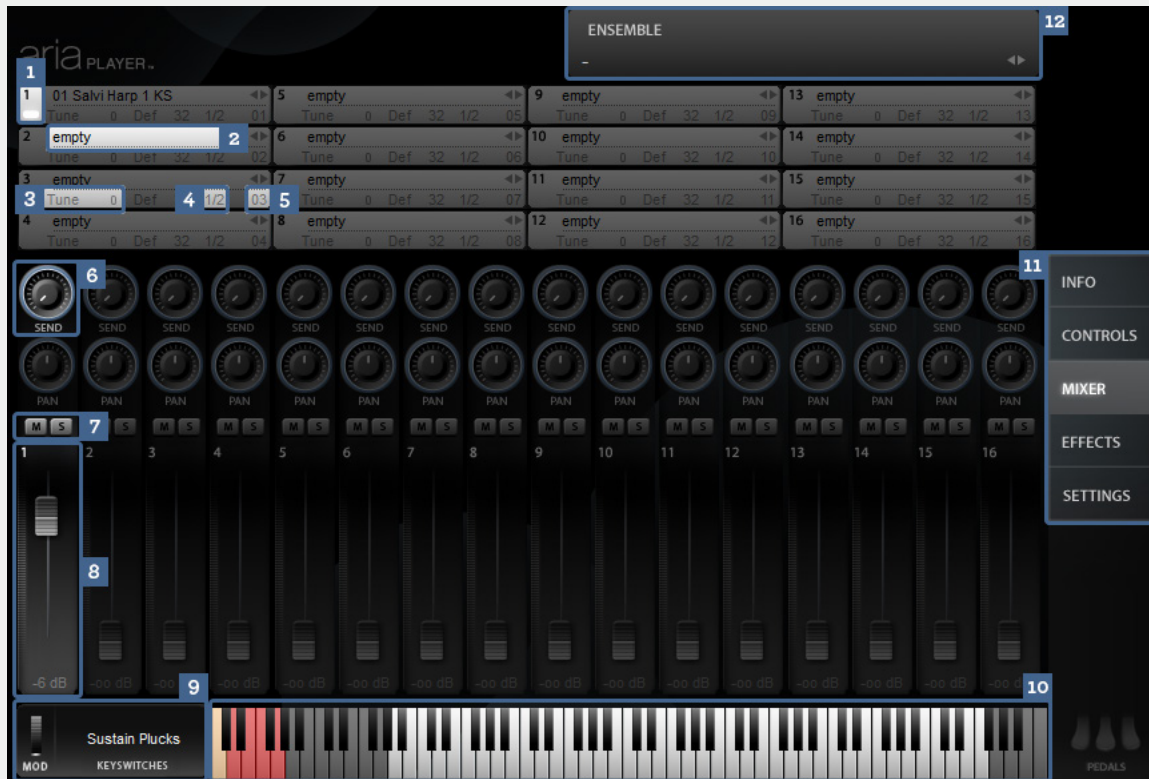 ENSEMBLE 12
-
aria PLAYER™
1
1 01 Salvi Harp 1 KS 5 empty 9 empty 13 empty
Tune 0 Def 32 1/2 01 Tune 0 Def 32 1/2 05 Tune 0 Def 32 1/2 09 Tune 0 Def 32 1/2 13
2 empty 2 6 empty 10 empty 14 empty
Tune 0 Def 32 1/2 02 Tune 0 Def 32 1/2 06 Tune 0 Def 32 1/2 10 Tune 0 Def 32 1/2 14
3 empty 7 empty 11 empty 15 empty
3 Tune 0 Def 4 1/2 03 5 Tune 0 Def 32 1/2 07 Tune 0 Def 32 1/2 11 Tune 0 Def 32 1/2 15
4 empty 8 empty 12 empty 16 empty
Tune 0 Def 32 1/2 04 Tune 0 Def 32 1/2 08 Tune 0 Def 32 1/2 12 Tune 0 Def 32 1/2 16
6 11
SEND SEND SEND SEND SEND SEND SEND SEND SEND SEND SEND SEND SEND SEND SEND SEND
PAN PAN PAN PAN PAN PAN PAN PAN PAN PAN PAN PAN PAN PAN PAN PAN
M S 7 S M S M S M S M S M S M S M S M S M S M S M S M S M S M S
1 2 3 4 5 6 7 8 9 10 11 12 13 14 15 16
8
-6 dB -oo dB -oo 9 -oo dB -oo dB -oo dB -oo dB -oo dB -oo dB -oo dB -oo dB -oo dB -oo dB -oo dB -oo dB -oo 10
INFO
CONTROLS
MIXER
EFFECTS
SETTINGS
Sustain Plucks
MOD KEYSWITCHES
PEDALS